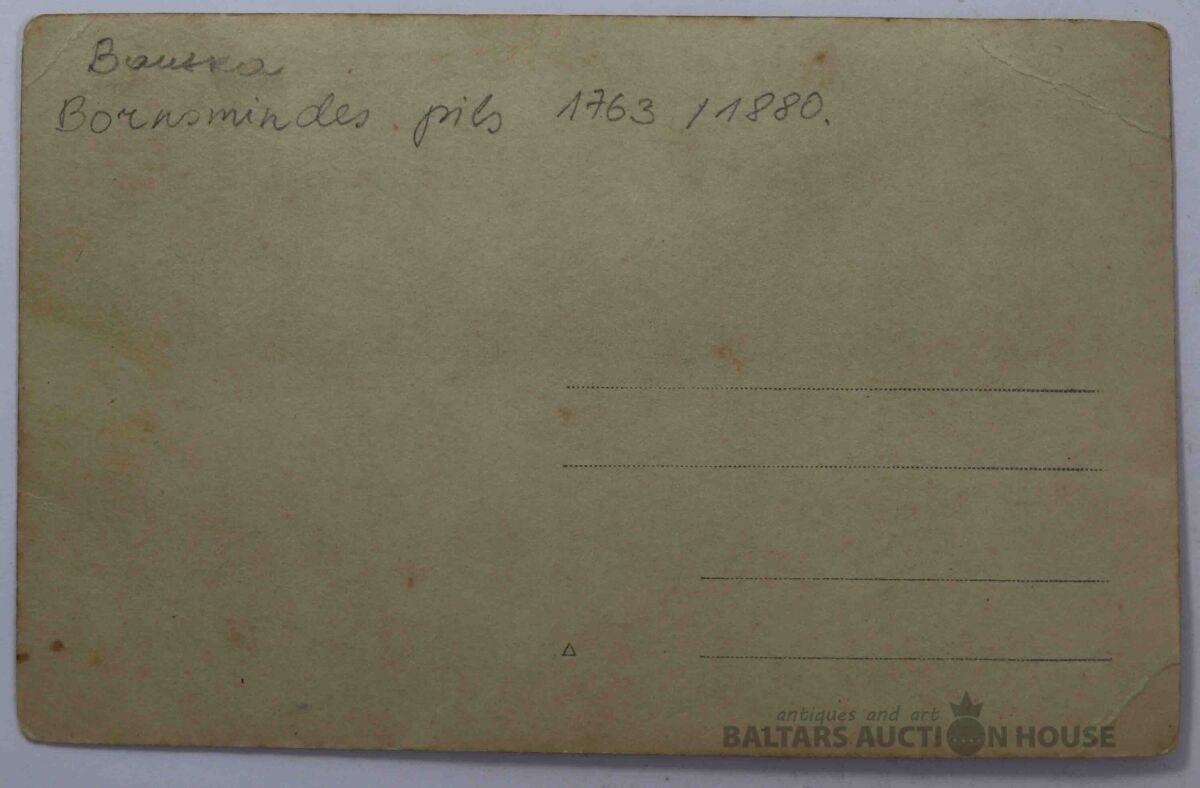 Bauska
Bornsmindes pils 1763 / 1880.
antiques and art
BALTARS AUCTION HOUSE